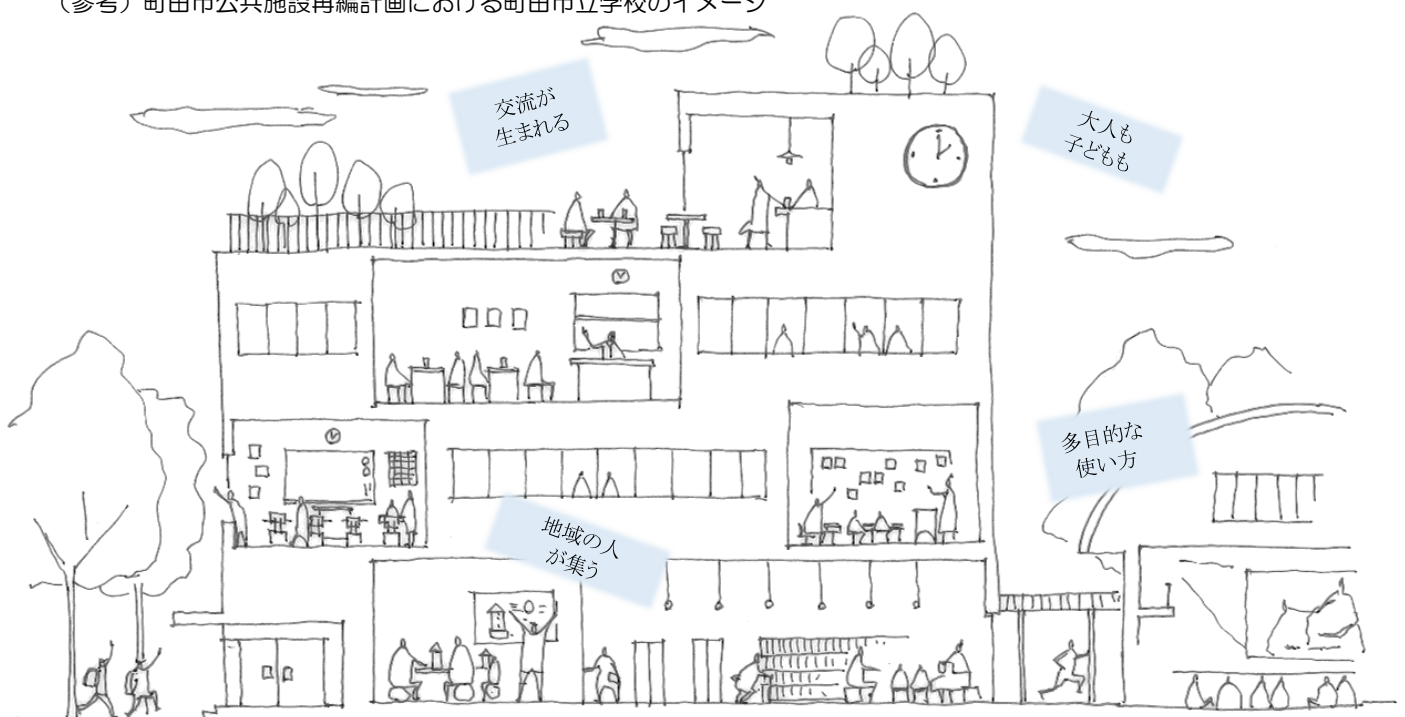 （参考）町田市公共施設再編計画における町田市立学校のイメージ
交流が
生まれる
大人も
子どもも
多目的な
使い方
地域の人
が集う